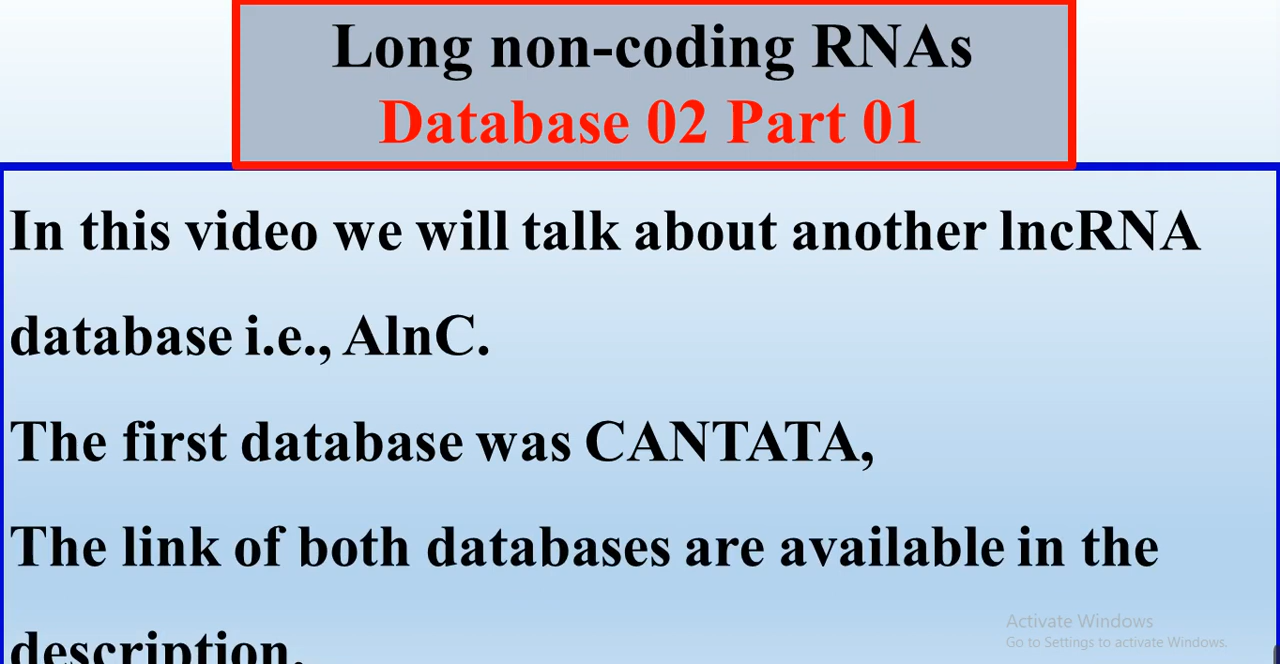 Long non-coding RNAs
Database 02 Part 01
In this video we will talk about another lncRNA
database i.e., AlnC.
The first database was CANTATA,
The link of both databases are available in the
description.
Activate Windows
Go to Settings to activate Windows.